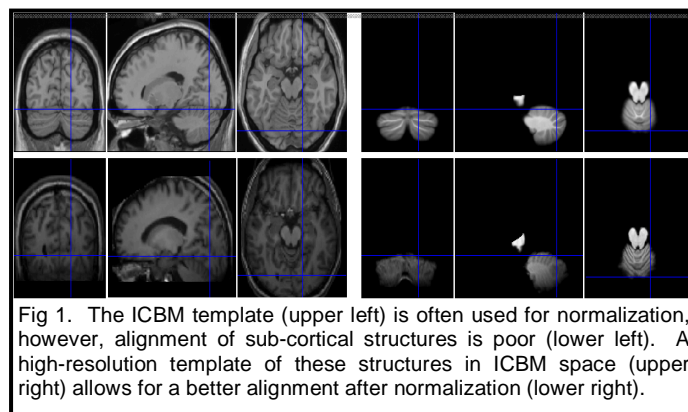 Fig 1. The ICBM template (upper left) is often used for normalization,
however, alignment of sub-cortical structures is poor (lower left). A
high-resolution template of these structures in ICBM space (upper
right) allows for a better alignment after normalization (lower right).